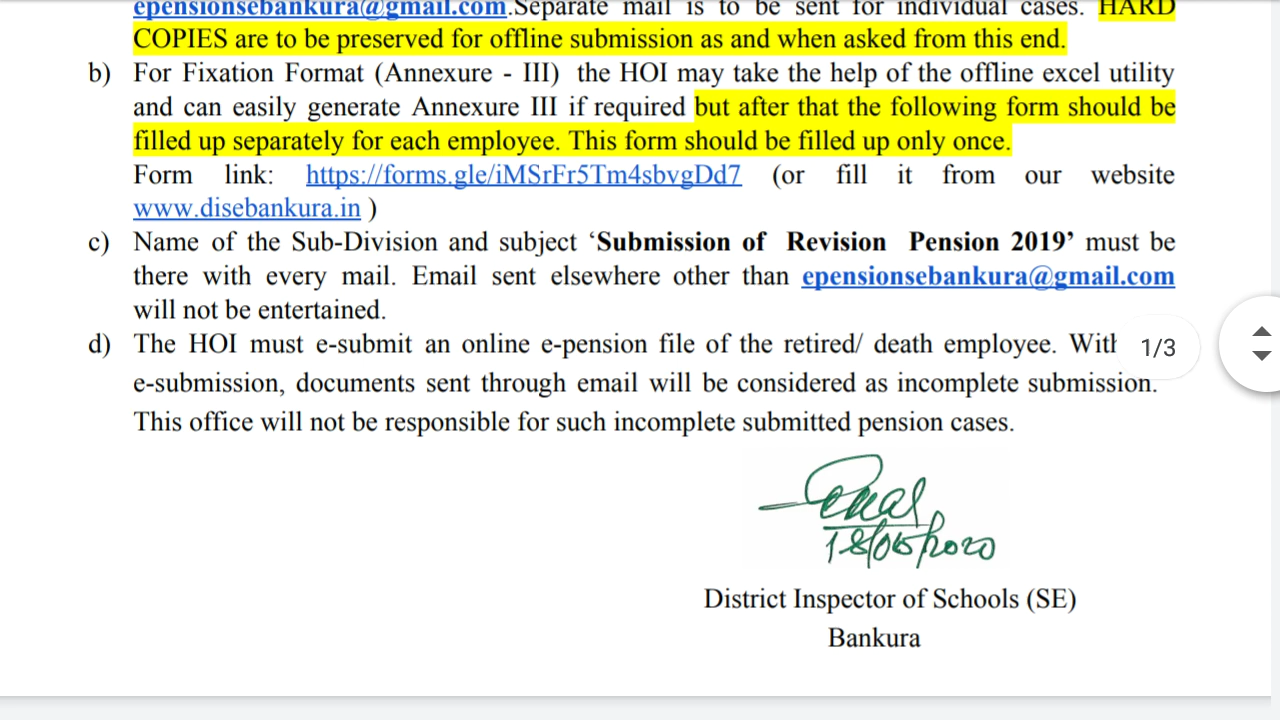 epensionsebankura@gmail.com.Separate mail is to be sent for individual cases. HARD
COPIES are to be preserved for offline submission as and when asked from this end.
b) For Fixation Format (Annexure - III) the HOI may take the help of the offline excel utility
and can easily generate Annexure III if required but after that the following form should be
filled up separately for each employee. This form should be filled up only once.
Form link: https://forms.gle/iMSrFr5Tm4sbvgDd7 (or fill it from our website
www.disebankura.in )
c) Name of the Sub-Division and subject ‘Submission of Revision Pension 2019’ must be
there with every mail. Email sent elsewhere other than epensionsebankura@gmail.com
will not be entertained.
d) The HOI must e-submit an online e-pension file of the retired/ death employee.
1/3
e-submission, documents sent through email will be considered as incomplete submission.
This office will not be responsible for such incomplete submitted pension cases.
18/05/2020
District Inspector of Schools (SE)
Bankura